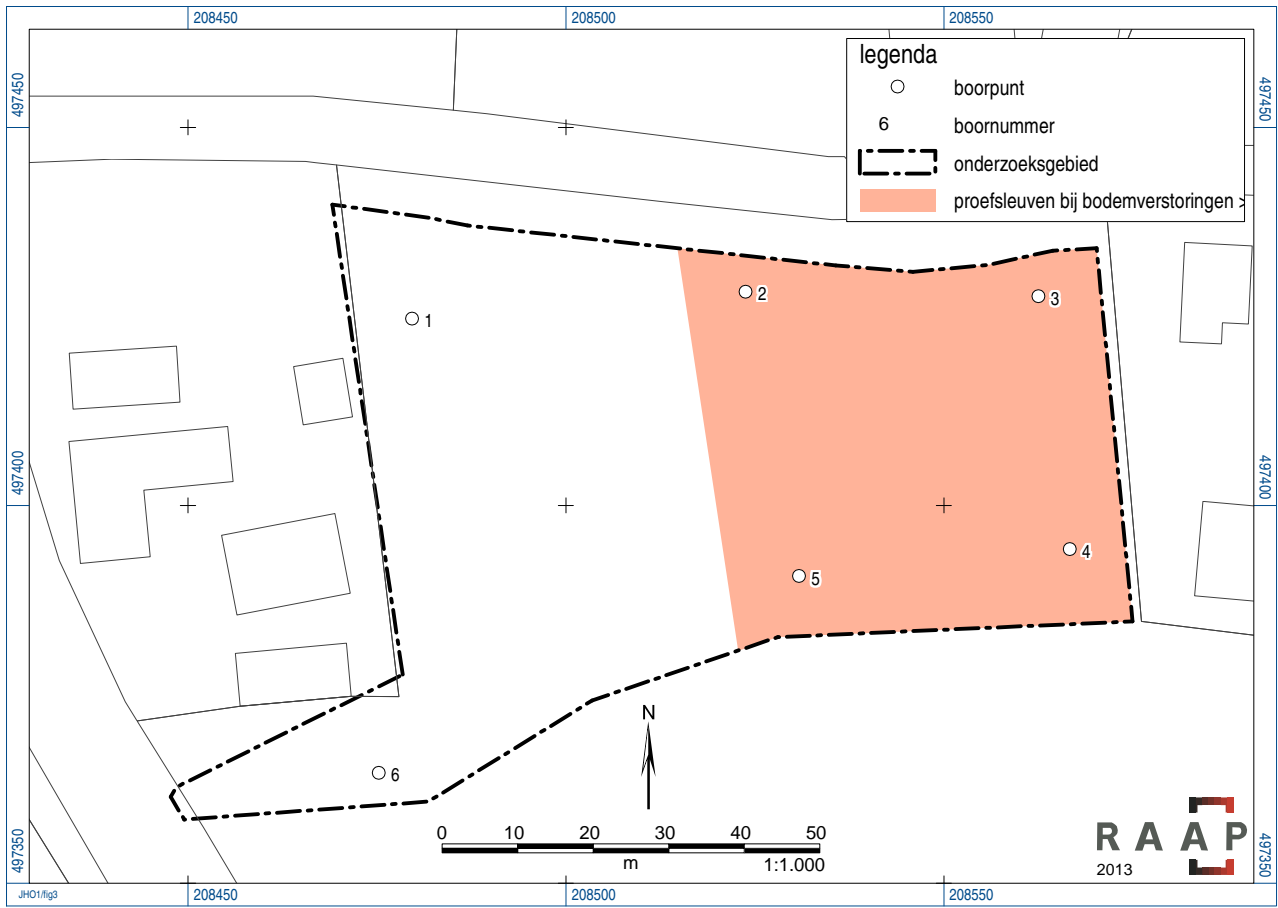 208450
208500
208550
497450
497450
legenda
boorpunt
6
boornummer
onderzoeksgebied
proefsleuven bij bodemverstoringen >
2
3
1
497400
497400
4
5
N
6
0 10 20 30 40 50
m
1:1.000
RAAP
2013
497350
497350
JHO1/fig3
208450
208500
208550